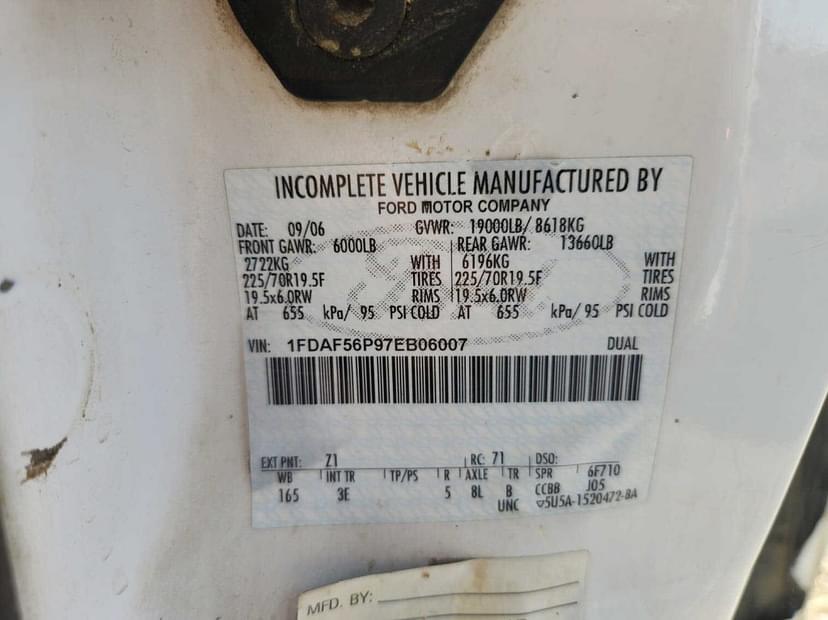 INCOMPLETE VEHICLE MANUFACTURED BY
FORD MOTOR COMPANY
DATE: 09/06 GVWR: 19000LB/ 8618KG
FRONT GAWR: 6000LB REAR GAWR: 13660LB
2722KG WITH 6196KG WITH
225/70R19.5F TIRES 225/70R19.5F TIRES
19.5x6.0RW RIMS 19.5x6.0RW RIMS
AT 655 kPa/ 95 PSI COLD AT 655 kPa/ 95 PSI COLD
VIN: 1FDAF56P97EB06007 DUAL
EXT PNT: Z1 RC: 71 DSO:
WB INT TR TP/PS R AXLE TR SPR 6F710
165 3E 5 8L B CCBB J05
UNC ▽5U5A-1520472-BA
MFD. BY: